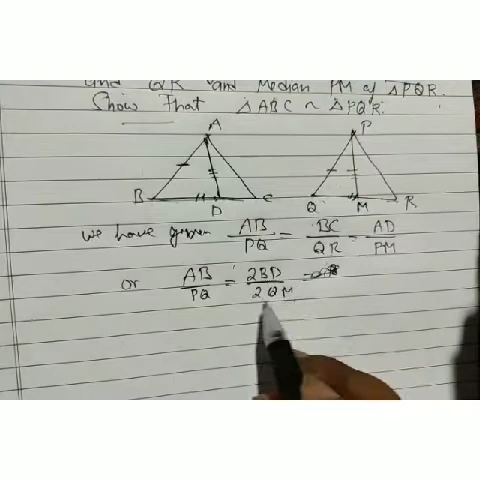 and QR and Median PM of △PQR.
Show That △ABC ~ △PQR.
A P
B D C Q M R
we have given AB/PQ = BC/QR = AD/PM
or AB/PQ = 2BD/2QM